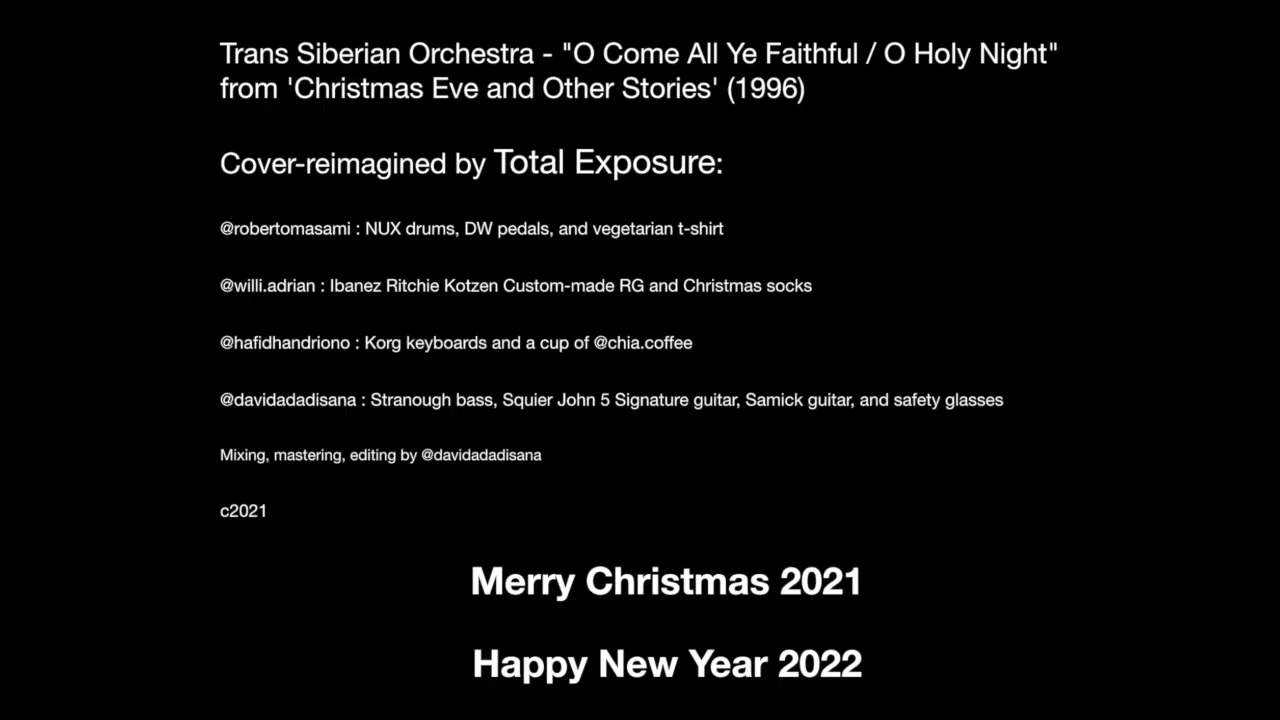 Trans Siberian Orchestra - "O Come All Ye Faithful / O Holy Night"
from 'Christmas Eve and Other Stories' (1996)
Cover-reimagined by Total Exposure:
@robertomasami : NUX drums, DW pedals, and vegetarian t-shirt
@willi.adrian : Ibanez Ritchie Kotzen Custom-made RG and Christmas socks
@hafidhandriono : Korg keyboards and a cup of @chia.coffee
@davidadadisana : Stranough bass, Squier John 5 Signature guitar, Samick guitar, and safety glasses
Mixing, mastering, editing by @davidadadisana
c2021
Merry Christmas 2021
Happy New Year 2022